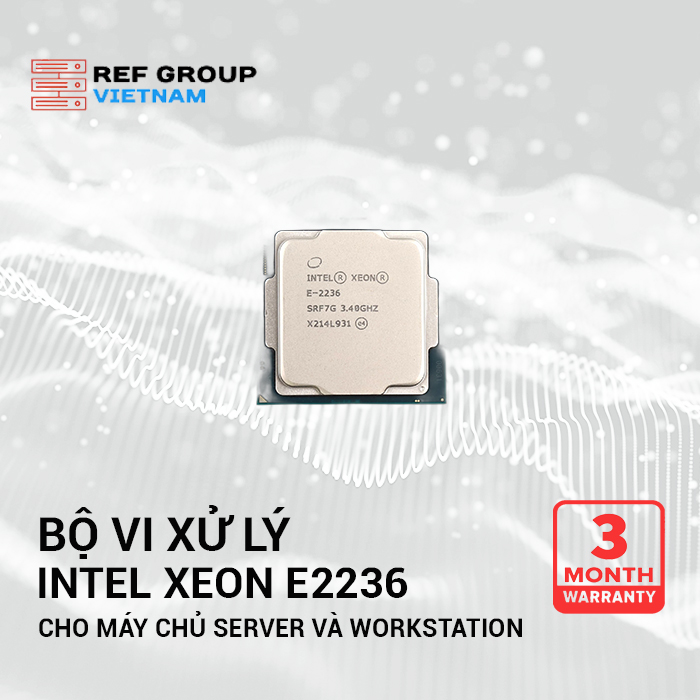 REF GROUP
VIETNAM
INTEL® XEON®
E-2236
SRF7G 3.40GHZ
X214L931 e4
BỘ VI XỬ LÝ
INTEL XEON E2236
CHO MÁY CHỦ SERVER VÀ WORKSTATION
3
MONTH
WARRANTY